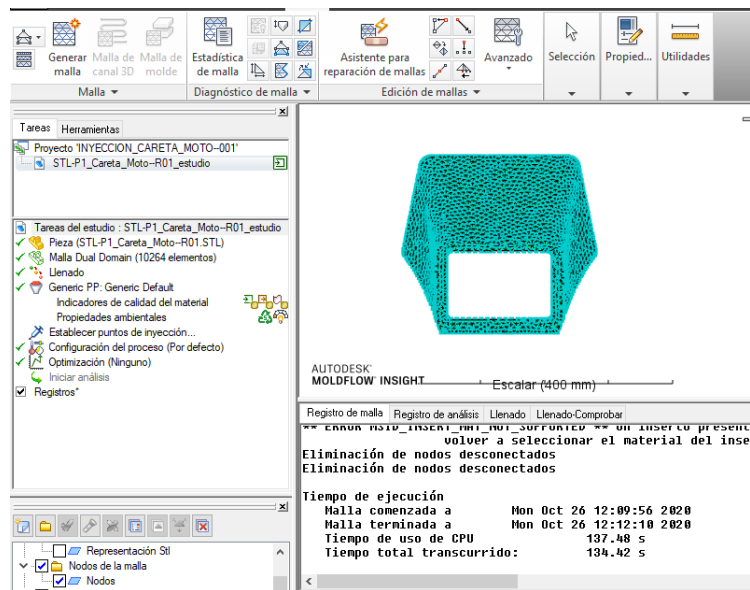 Generar malla
Malla de canal 3D
Malla de molde
Estadística de malla
Asistente para reparación de mallas
Avanzado
Selección
Propied...
Utilidades
Malla
Diagnóstico de malla
Edición de mallas
Tareas
Herramientas
Proyecto 'INYECCION_CARETA_MOTO--001'
STL-P1_Careta_Moto--R01_estudio
Tareas del estudio : STL-P1_Careta_Moto--R01_estudio
Pieza (STL-P1_Careta_Moto--R01.STL)
Malla Dual Domain (10264 elementos)
Llenado
Generic PP: Generic Default
Indicadores de calidad del material
Propiedades ambientales
Establecer puntos de inyección...
Configuración del proceso (Por defecto)
Optimización (Ninguno)
Iniciar análisis
Registros*
Representación Stl
Nodos de la malla
Nodos
AUTODESK'
MOLDFLOW' INSIGHT
Escalar (400 mm)
Registro de malla
Registro de análisis
Llenado
Llenado-Comprobar
** ERROR MSID_INSERT_MAT_NOT_SUPPORTED ** Un inserto present
volver a seleccionar el material del inse
Eliminación de nodos desconectados
Eliminación de nodos desconectados
Tiempo de ejecución
Malla comenzada a Mon Oct 26 12:09:56 2020
Malla terminada a Mon Oct 26 12:12:10 2020
Tiempo de uso de CPU 137.48 s
Tiempo total transcurrido: 134.42 s